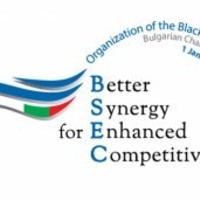 Organization of the Black
Bulgarian Cha
1 Jan
Better
Synergy
for Enhanced
Competitiv